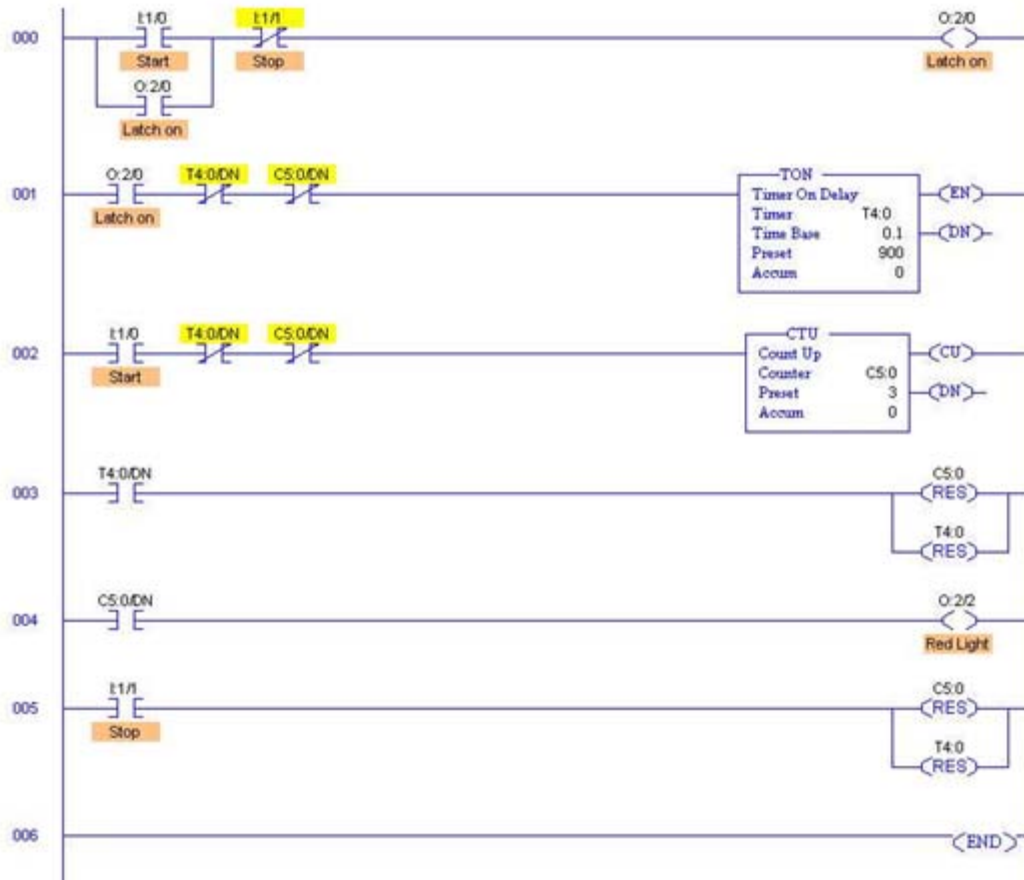 I:1/0 I:1/1 O:2/0
000
Start Stop Latch on
O:2/0
Latch on
O:2/0 T4:0/DN C5:0/DN TON
001 EN
Latch on Timer On Delay
Timer T4:0
Time Base 0.1 DN
Preset 900
Accum 0
I:1/0 T4:0/DN C5:0/DN CTU
002 Count Up CU
Start Counter C5:0
Preset 3 DN
Accum 0
T4:0/DN C5:0
003 RES
T4:0
RES
C5:0/DN O:2/2
004
Red Light
I:1/1 C5:0
005 RES
Stop
T4:0
RES
006 END